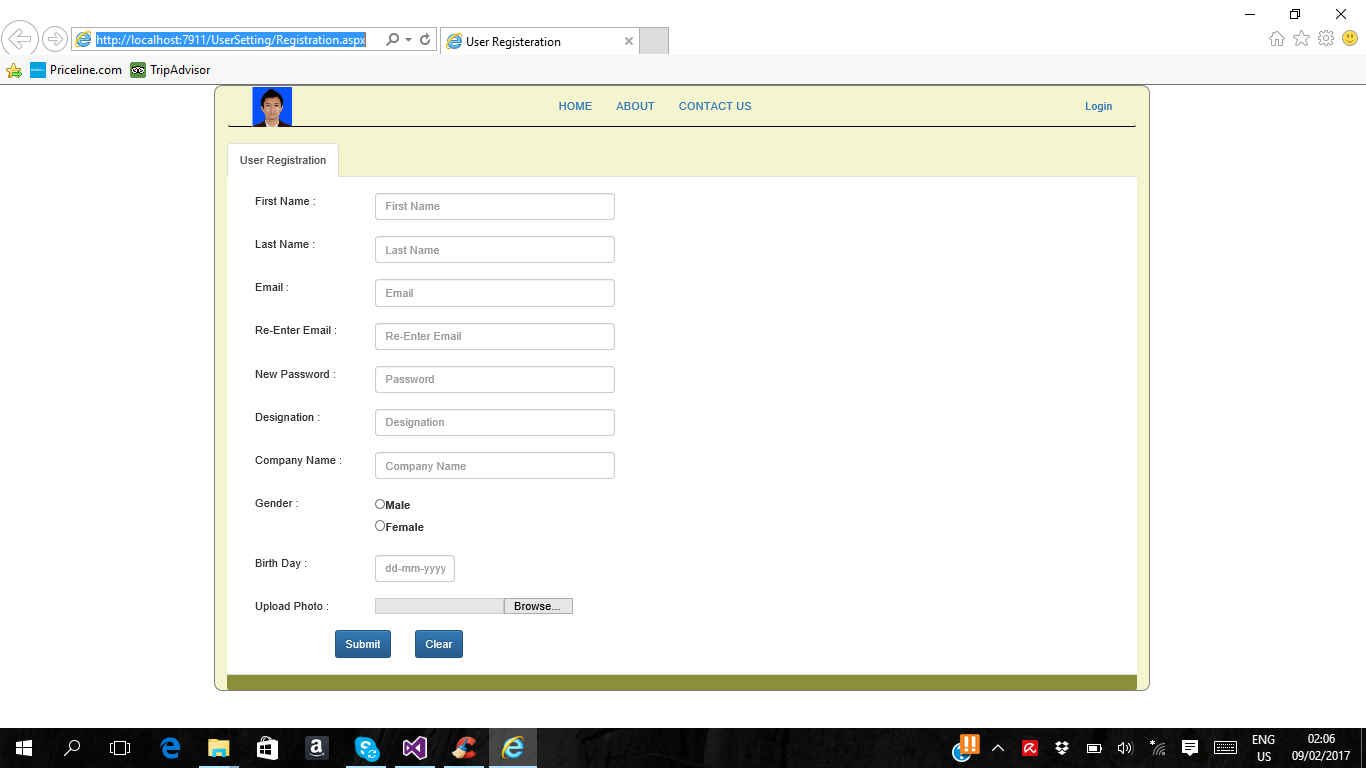 http://localhost:7911/UserSetting/Registration.aspx
User Registeration
Priceline.com TripAdvisor
HOME ABOUT CONTACT US Login
User Registration
First Name : First Name
Last Name : Last Name
Email : Email
Re-Enter Email : Re-Enter Email
New Password : Password
Designation : Designation
Company Name : Company Name
Gender : Male
Female
Birth Day : dd-mm-yyyy
Upload Photo : Browse...
Submit Clear
ENG 02:06
US 09/02/2017